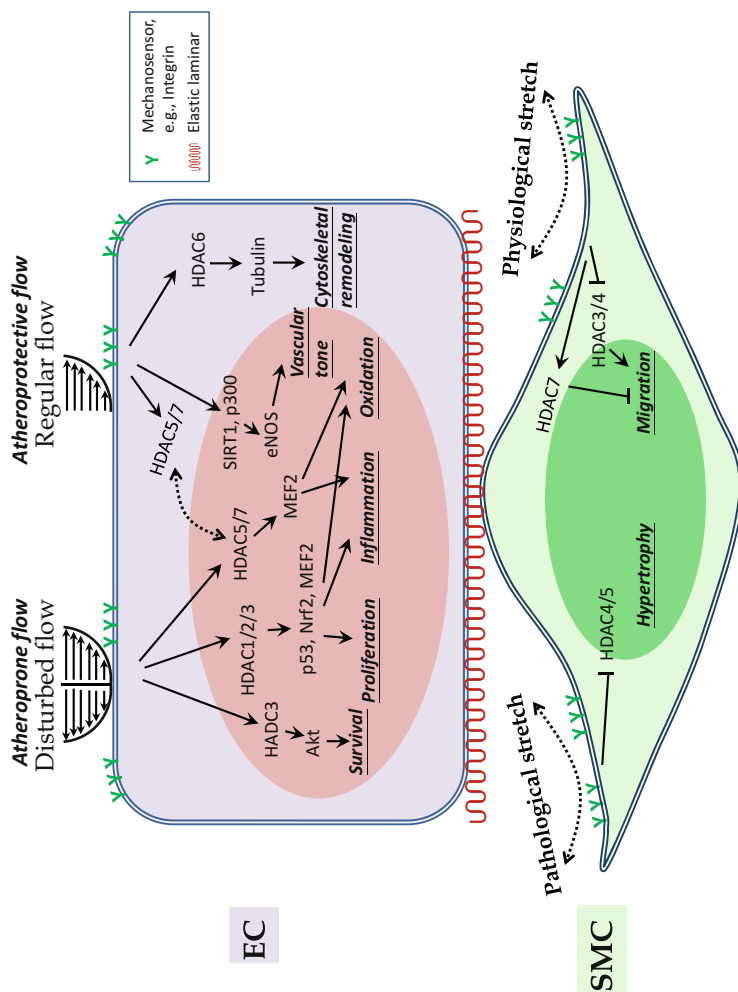 Atheroprone flow
Disturbed flow
Atheroprotective flow
Regular flow
Mechanosensor,
e.g., Integrin
Elastic laminar
EC
HADC3
Akt
Survival
HDAC1/2/3
p53, Nrf2, MEF2
Proliferation
HDAC5/7
MEF2
Inflammation
HDAC5/7
SIRT1, p300
eNOS
Oxidation
Vascular
tone
HDAC6
Tubulin
Cytoskeletal
remodeling
SMC
Pathological stretch
HDAC4/5
Hypertrophy
Physiological stretch
HDAC7
HDAC3/4
Migration